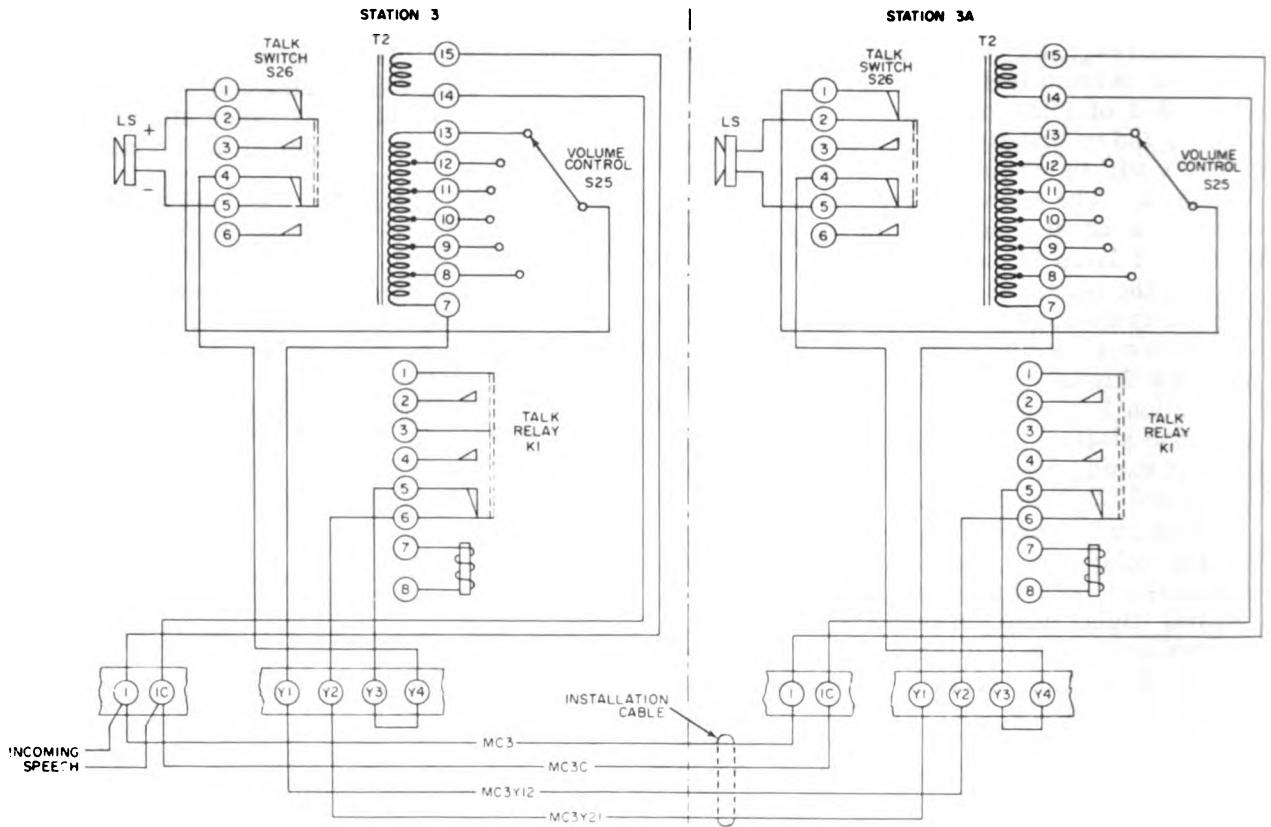 STATION 3
STATION 3A
TALK
SWITCH
S26
T2
15
14
1
2
3
4
5
6
LS
+
−
13
12
11
10
9
8
7
VOLUME
CONTROL
S25
1
2
3
4
5
6
7
8
TALK
RELAY
K1
1
1C
Y1
Y2
Y3
Y4
INCOMING
SPEECH
TALK
SWITCH
S26
T2
15
14
1
2
3
4
5
6
LS
13
12
11
10
9
8
7
VOLUME
CONTROL
S25
1
2
3
4
5
6
7
8
TALK
RELAY
K1
1
1C
Y1
Y2
Y3
Y4
INSTALLATION
CABLE
MC3
MC3C
MC3Y12
MC3Y21